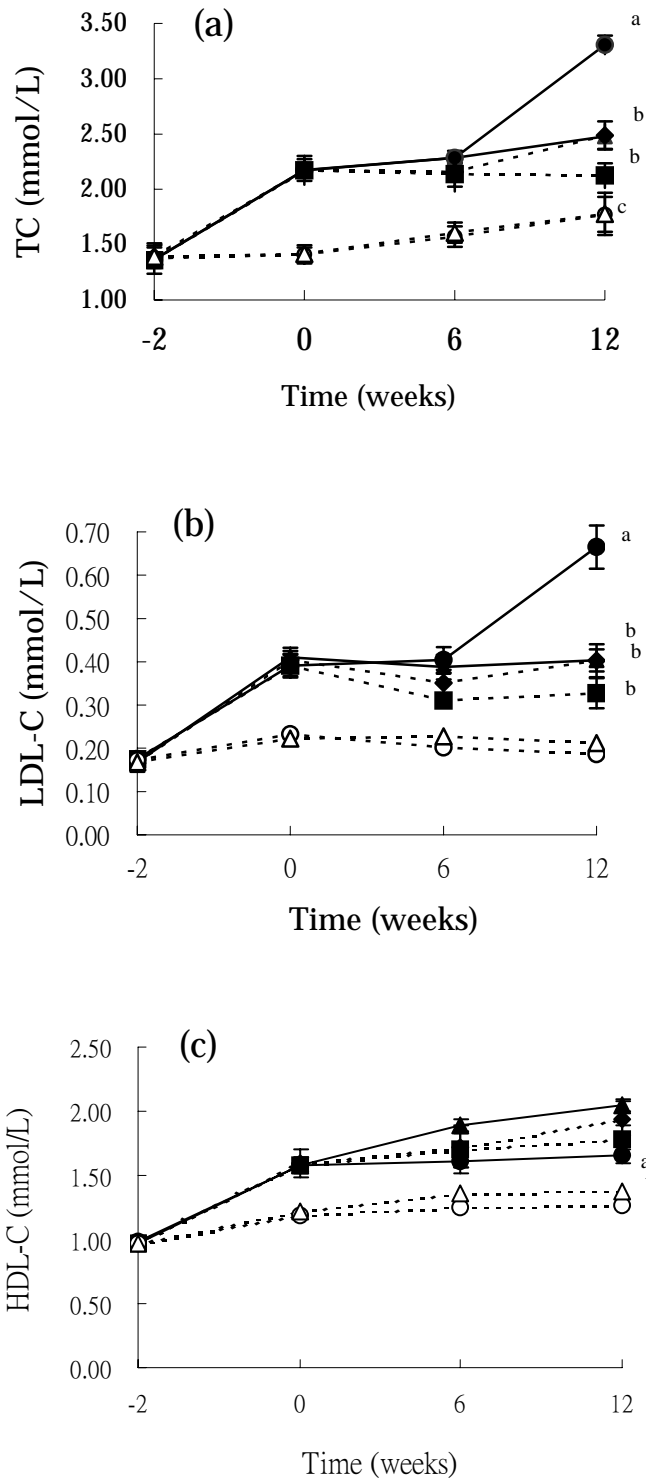 (a)
TC (mmol/L)
3.50
3.00
2.50
2.00
1.50
1.00
-2 0 6 12
Time (weeks)
a
b
b
c
(b)
LDL-C (mmol/L)
0.70
0.60
0.50
0.40
0.30
0.20
0.10
0.00
-2 0 6 12
Time (weeks)
a
b
b
b
(c)
HDL-C (mmol/L)
2.50
2.00
1.50
1.00
0.50
0.00
-2 0 6 12
Time (weeks)
a